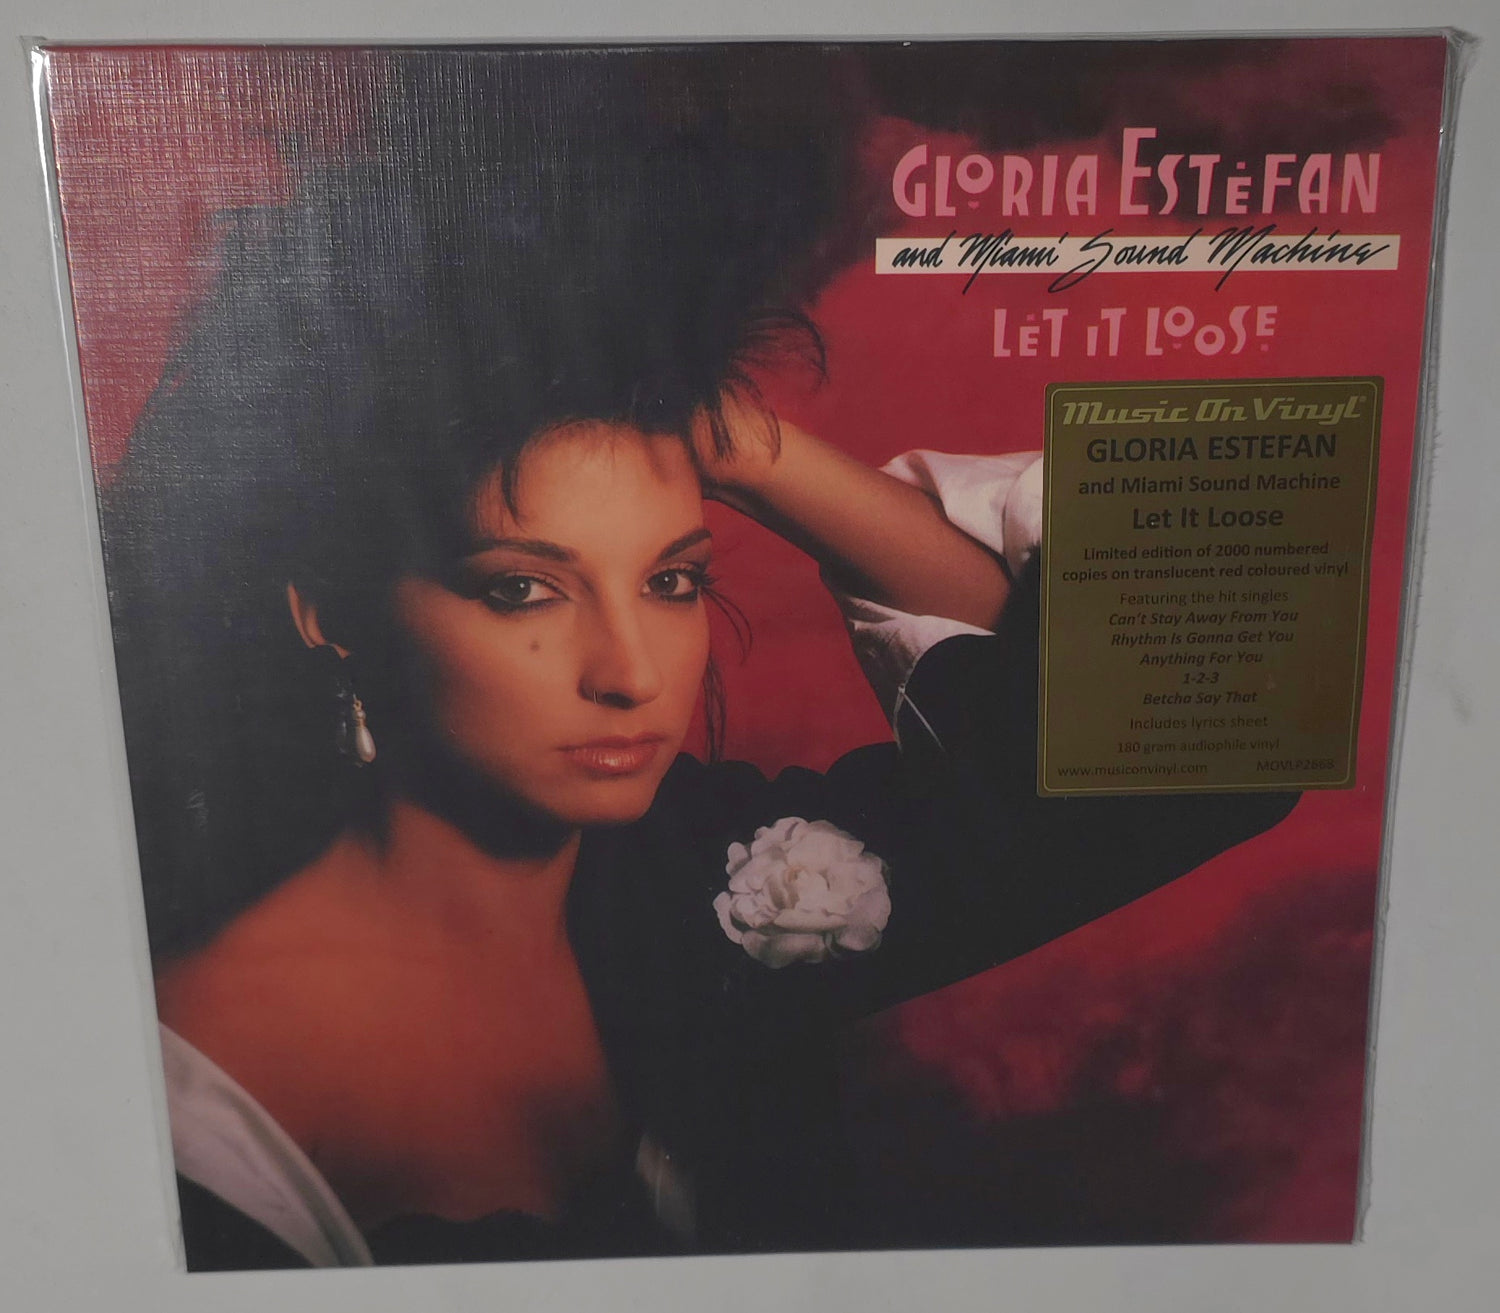 GLORIA ESTEFAN
and Miami Sound Machine
LET IT LOOSE
Music On Vinyl®
GLORIA ESTEFAN
and Miami Sound Machine
Let It Loose
Limited edition of 2000 numbered
copies on translucent red coloured vinyl
Featuring the hit singles
Can't Stay Away From You
Rhythm Is Gonna Get You
Anything For You
1-2-3
Betcha Say That
Includes lyrics sheet
180 gram audiophile vinyl
www.musiconvinyl.com MOVLP2668